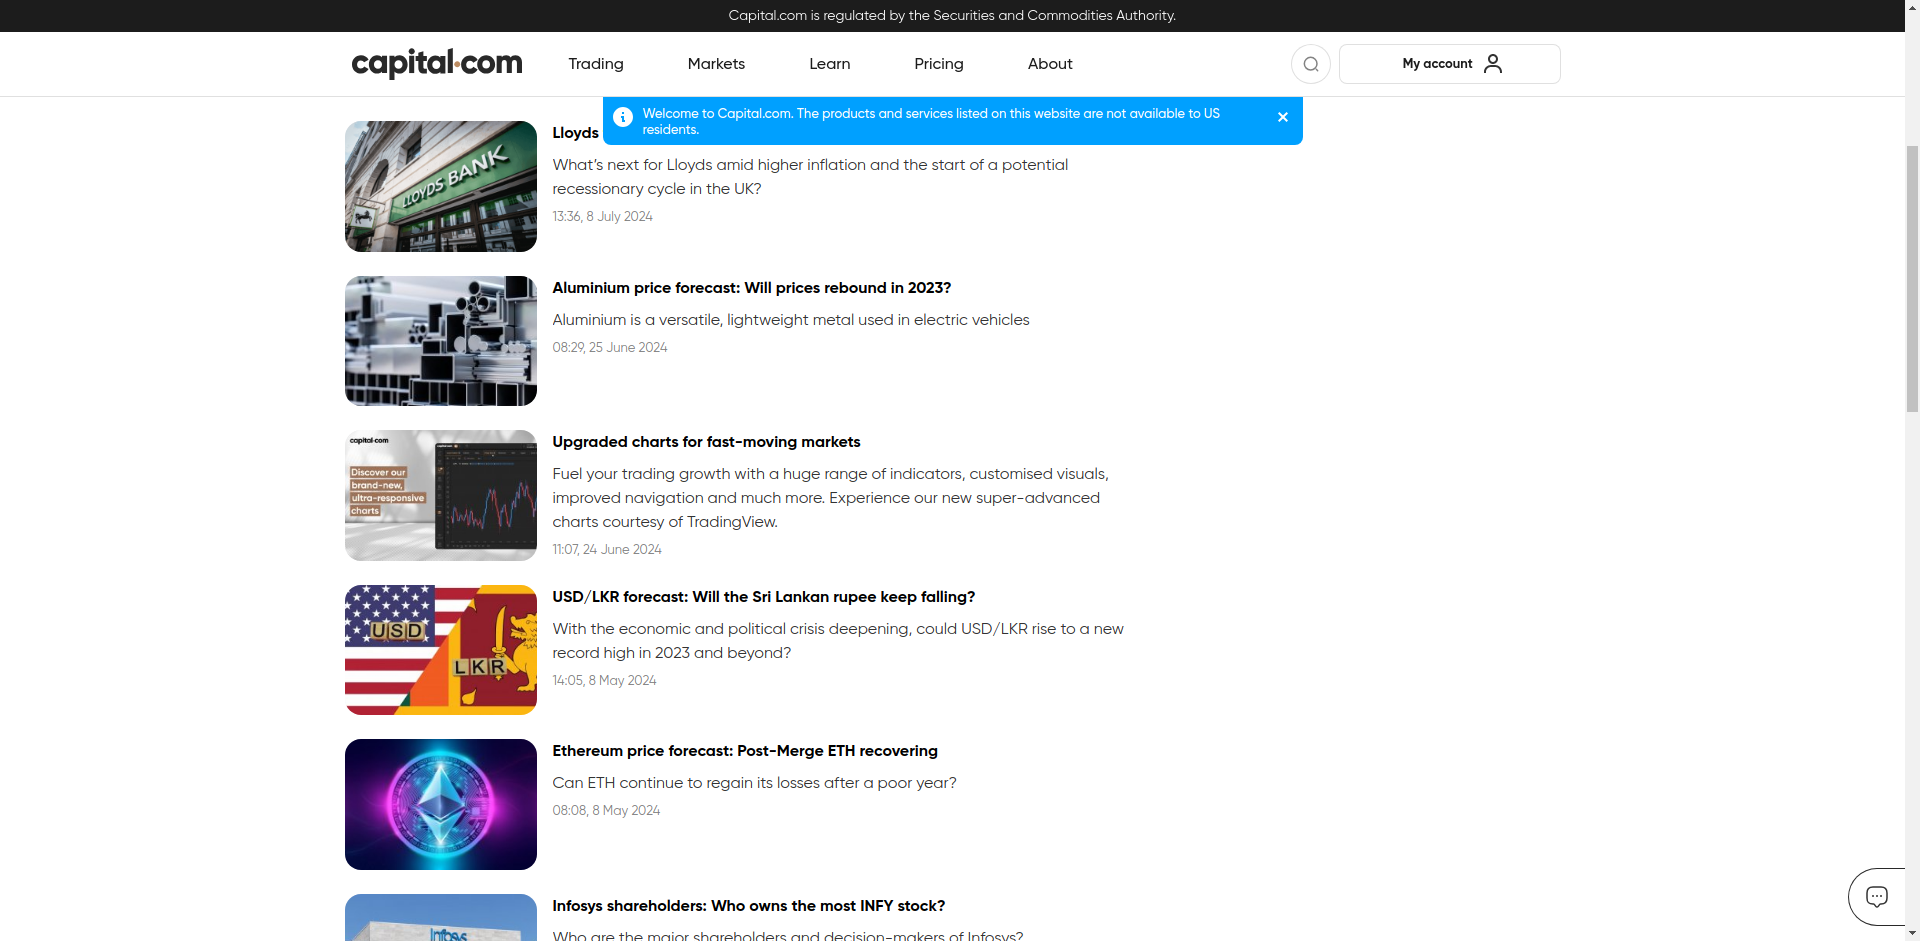 Capital.com is regulated by the Securities and Commodities Authority.
capital.com
Trading
Markets
Learn
Pricing
About
My account
Welcome to Capital.com. The products and services listed on this website are not available to US
residents.
LLOYDS BANK
Lloyds
What's next for Lloyds amid higher inflation and the start of a potential
recessionary cycle in the UK?
13:36, 8 July 2024
Aluminium price forecast: Will prices rebound in 2023?
Aluminium is a versatile, lightweight metal used in electric vehicles
08:29, 25 June 2024
capital.com
Discover our
brand-new,
ultra-responsive
charts
Upgraded charts for fast-moving markets
Fuel your trading growth with a huge range of indicators, customised visuals,
improved navigation and much more. Experience our new super-advanced
charts courtesy of TradingView.
11:07, 24 June 2024
USD
LKR
USD/LKR forecast: Will the Sri Lankan rupee keep falling?
With the economic and political crisis deepening, could USD/LKR rise to a new
record high in 2023 and beyond?
14:05, 8 May 2024
Ethereum price forecast: Post-Merge ETH recovering
Can ETH continue to regain its losses after a poor year?
08:08, 8 May 2024
Infosys
Infosys shareholders: Who owns the most INFY stock?
Who are the major shareholders and decision-makers of Infosys?